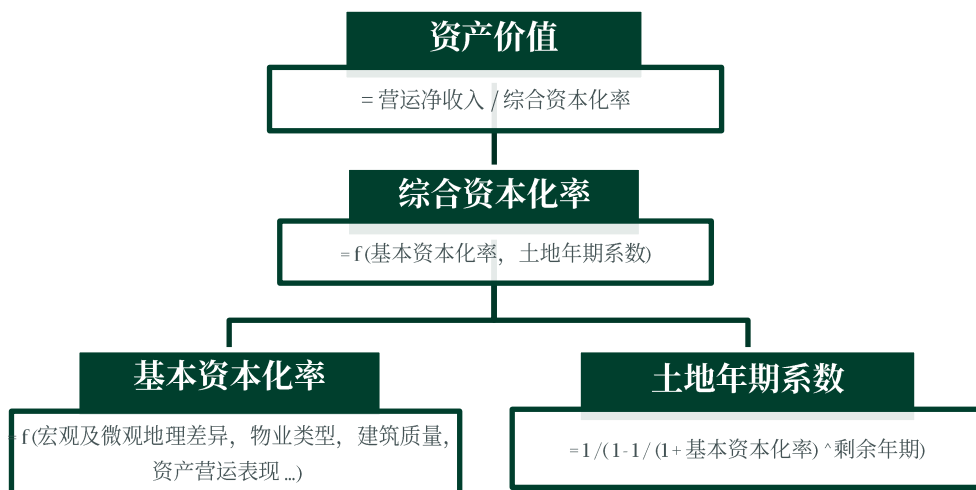 资产价值
= 营运净收入 / 综合资本化率
综合资本化率
= f (基本资本化率，土地年期系数)
基本资本化率
= f (宏观及微观地理差异，物业类型，建筑质量，
资产营运表现 ...)
土地年期系数
= 1 / (1 - 1 / (1 + 基本资本化率) ^ 剩余年期)